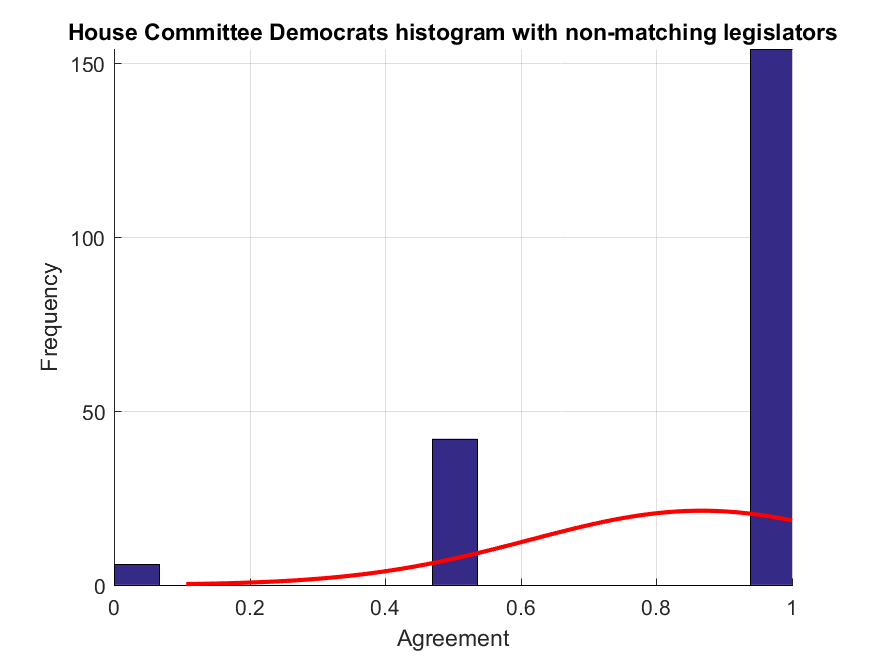 House Committee Democrats histogram with non-matching legislators
150
100
50
0
Frequency
0 0.2 0.4 0.6 0.8 1
Agreement